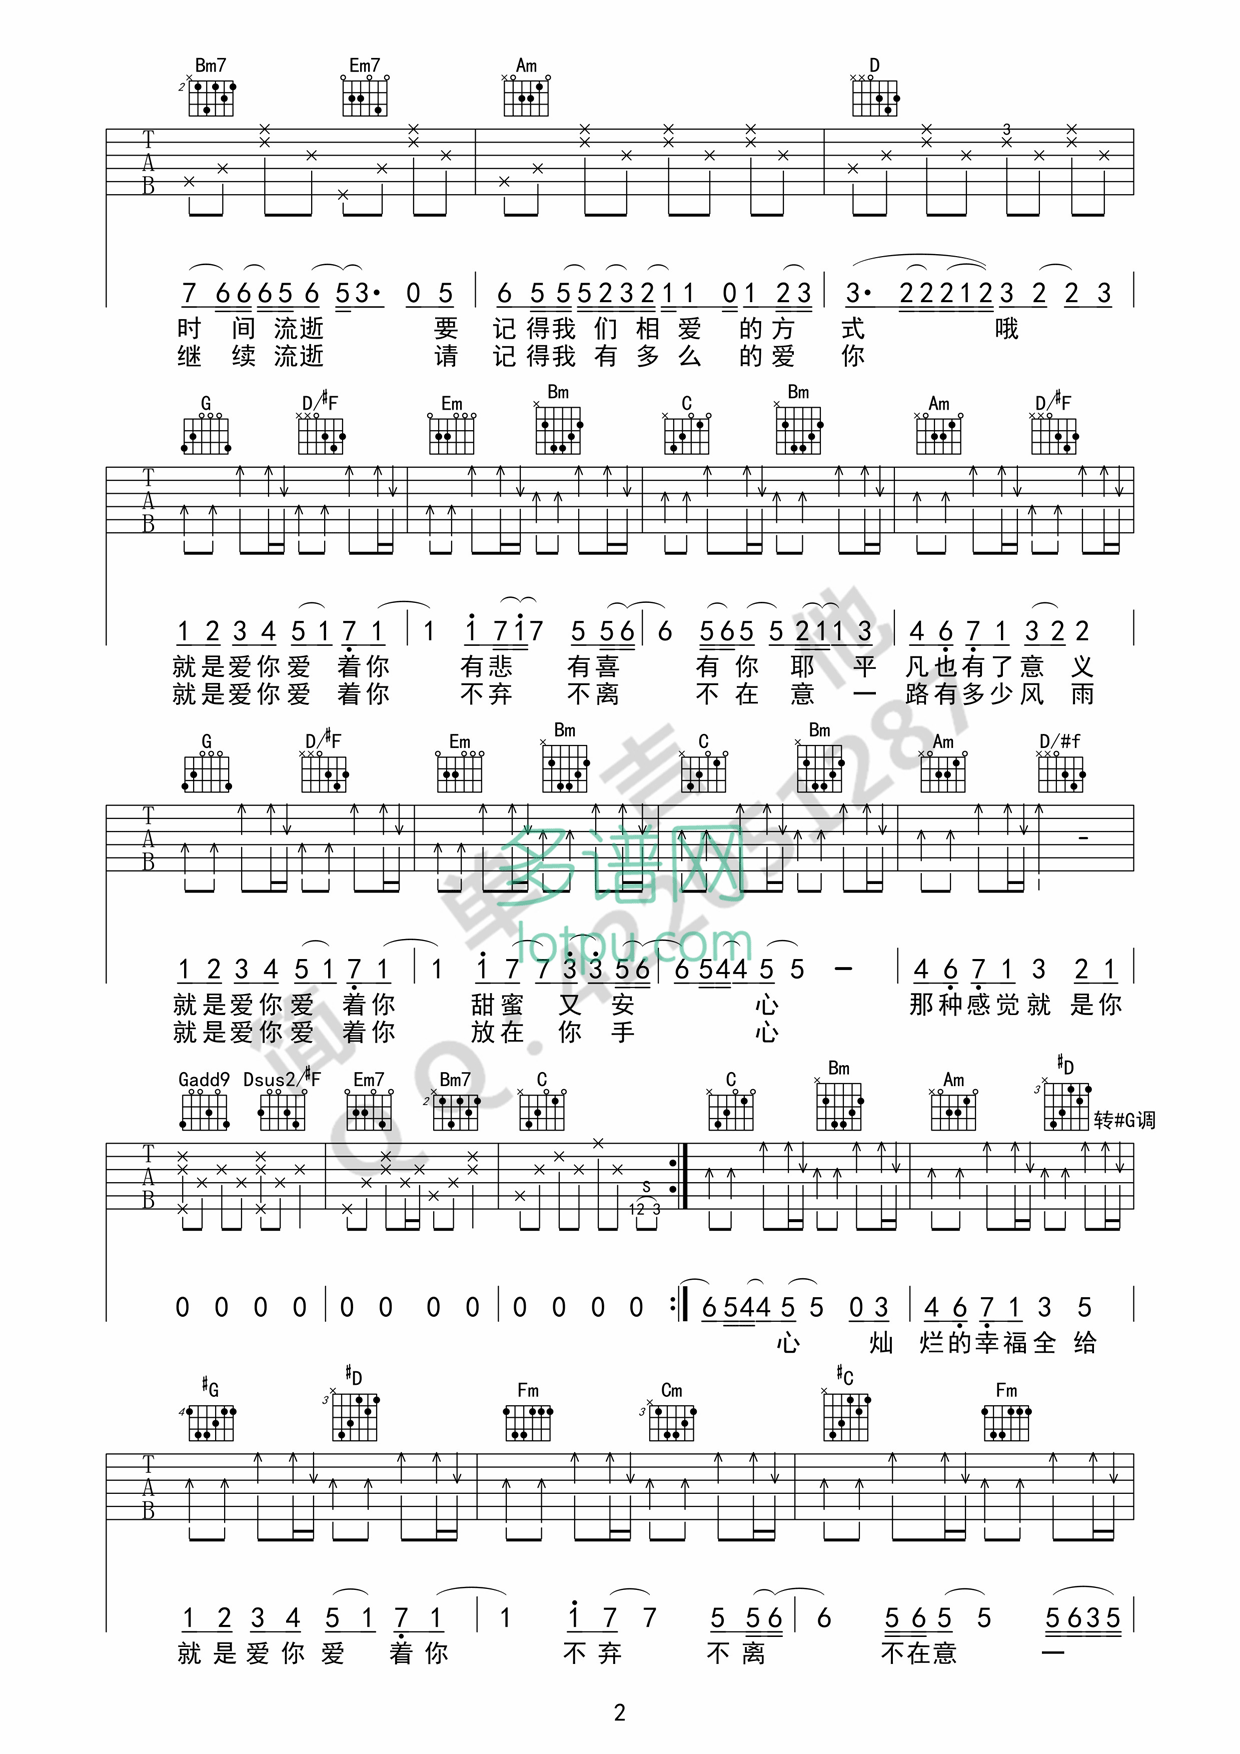 Bm7 Em7 Am D
2
T A B 3
7 6 6 6 5 6 5 3· 0 5 6 5 5 5 2 3 2 1 1 0 1 2 3 3· 2 2 2 1 2 3 2 2 3
时 间 流逝 要 记得我 们 相 爱 的方 式 哦
继 续 流逝 请 记得我 有 多 么 的爱 你
G D/#F Em Bm C Bm Am D/#F
T A B
1 2 3 4 5 1 7 1 1 1 7 1 7 5 5 6 6 5 6 5 5 2 1 1 3 4 6 7 1 3 2 2
就是爱你爱 着你 有悲 有喜 有你 耶 平 凡也有了意 义
就是爱你爱 着你 不弃 不离 不在 意 一 路有多少风 雨
G D/#F Em Bm C Bm Am D/#f
T A B
1 2 3 4 5 1 7 1 1 1 7 7 3 3 5 6 6 5 4 4 5 5 — 4 6 7 1 3 2 1
就是爱你爱 着你 甜蜜 又 安 心 那种感觉就 是你
就是爱你爱 着你 放在 你 手 心
Gadd9 Dsus2/#F Em7 Bm7 C C Bm Am #D
2 3 转#G调
T A B S 12 3
0 0 0 0 0 0 0 0 0 0 0 0 6 5 4 4 5 5 0 3 4 6 7 1 3 5
心 灿 烂的幸福全 给
#G #D Fm Cm #C Fm
4 3 3
T A B
1 2 3 4 5 1 7 1 1 1 7 7 5 5 6 6 5 6 5 5 5 6 3 5
就 是 爱 你 爱 着 你 不 弃 不 离 不在意 一
简 单 吉 他
QQ:422051287
多谱网
lotpu.com
2